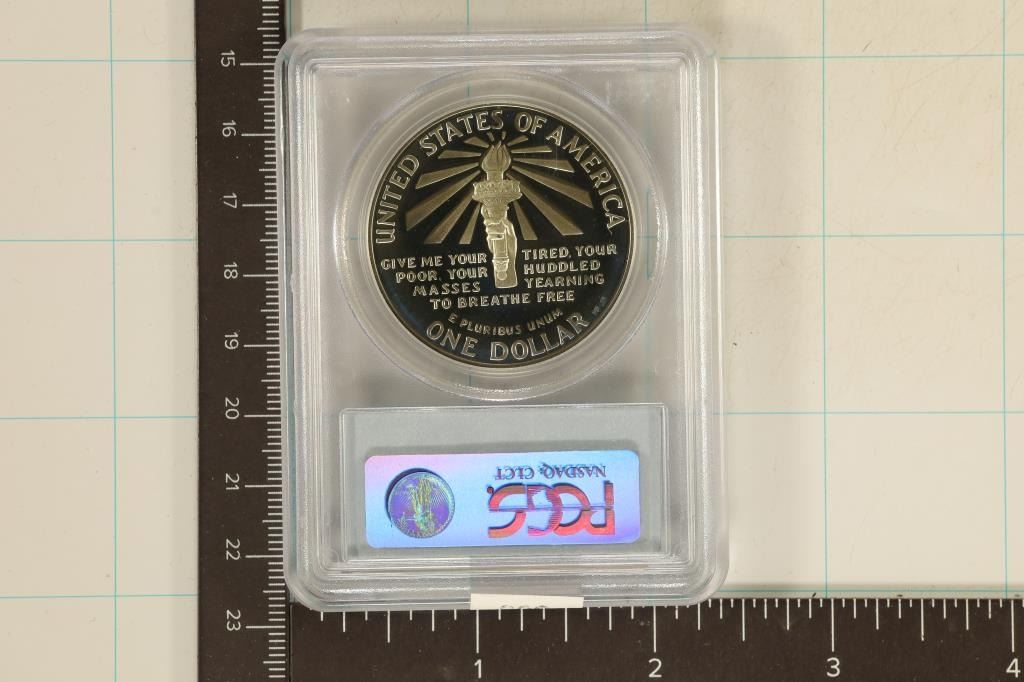 UNITED STATES OF AMERICA
GIVE ME YOUR TIRED, YOUR
POOR, YOUR HUDDLED
MASSES YEARNING
TO BREATHE FREE
E PLURIBUS UNUM
ONE DOLLAR
NASDAQ: CLCT
PCGS
15
16
17
18
19
20
21
22
23
1
2
3
4